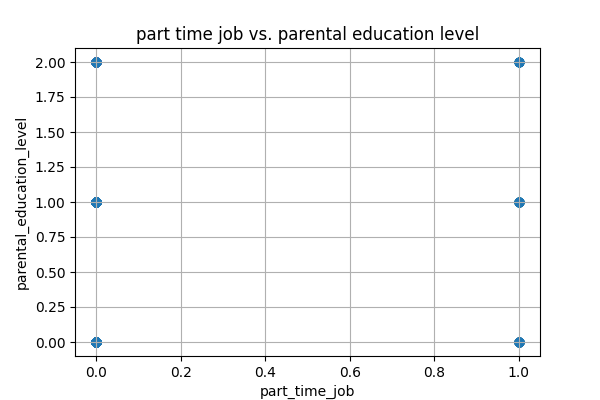 part time job vs. parental education level
2.00
1.75
1.50
1.25
1.00
0.75
0.50
0.25
0.00
parental_education_level
0.0 0.2 0.4 0.6 0.8 1.0
part_time_job